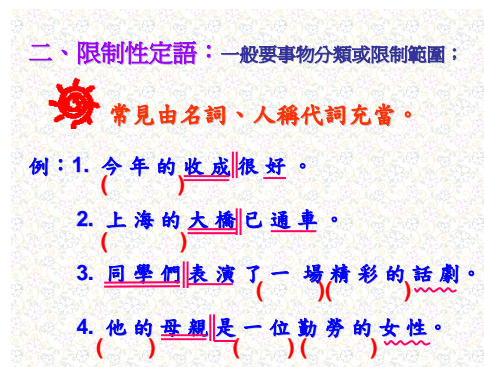 二、限制性定語：一般要事物分類或限制範圍；
常見由名詞、人稱代詞充當。
例：1. 今年的收成‖很好。
(　　)
2. 上海的大橋‖已通車。
(　　)
3. 同學們‖表演了一 場精彩的話劇。
(　　)(　　)
4. 他的母親‖是一位勤勞的女性。
(　　) (　　)(　　)